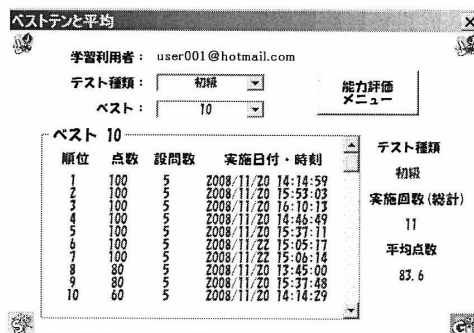 ベストテンと平均
学習利用者： user001@hotmail.com
テスト種類： 初級
ベスト： 10
能力評価
メニュー
ベスト 10
順位 点数 設問数 実施日付・時刻
1 100 5 2008/11/20 14:14:59
2 100 5 2008/11/20 15:53:03
3 100 5 2008/11/20 16:10:13
4 100 5 2008/11/20 14:46:49
5 100 5 2008/11/20 15:37:11
6 100 5 2008/11/22 15:05:17
7 100 5 2008/11/22 15:06:14
8 80 5 2008/11/20 13:45:00
9 80 5 2008/11/20 15:37:48
10 60 5 2008/11/20 14:14:29
テスト種類
初級
実施回数(総計)
11
平均点数
83.6